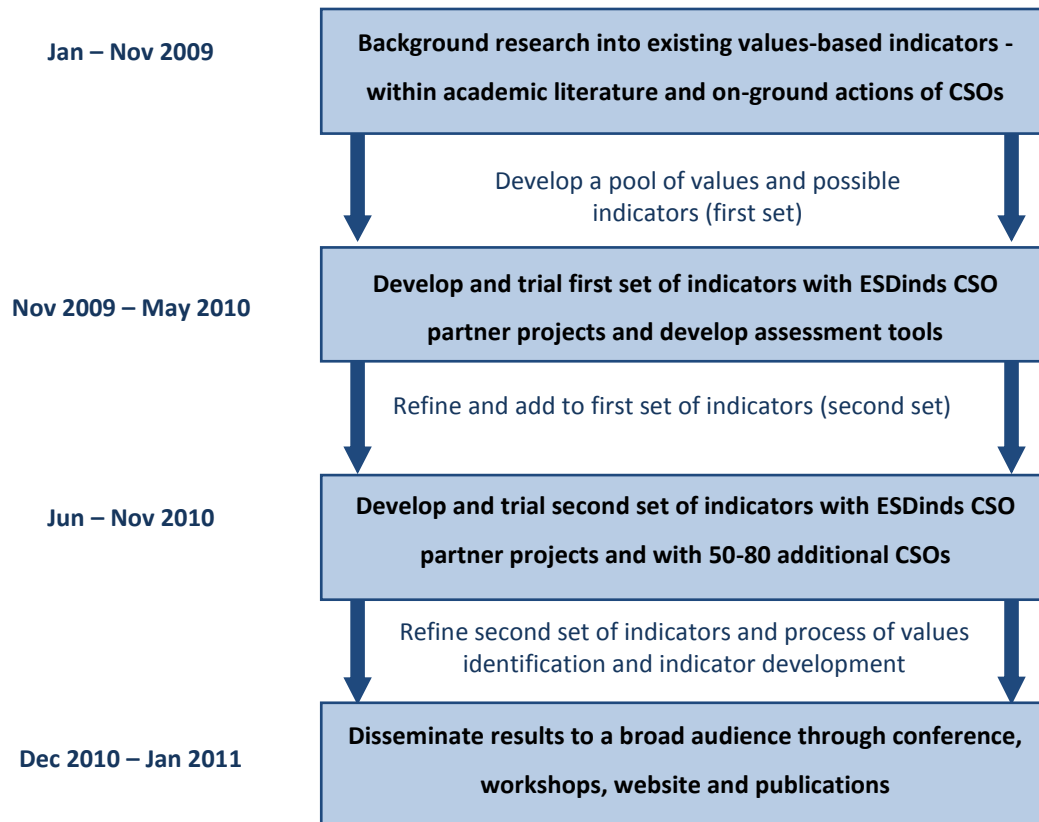 Jan – Nov 2009
Background research into existing values-based indicators -
within academic literature and on-ground actions of CSOs
Develop a pool of values and possible
indicators (first set)
Nov 2009 – May 2010
Develop and trial first set of indicators with ESDinds CSO
partner projects and develop assessment tools
Refine and add to first set of indicators (second set)
Jun – Nov 2010
Develop and trial second set of indicators with ESDinds CSO
partner projects and with 50-80 additional CSOs
Refine second set of indicators and process of values
identification and indicator development
Dec 2010 – Jan 2011
Disseminate results to a broad audience through conference,
workshops, website and publications